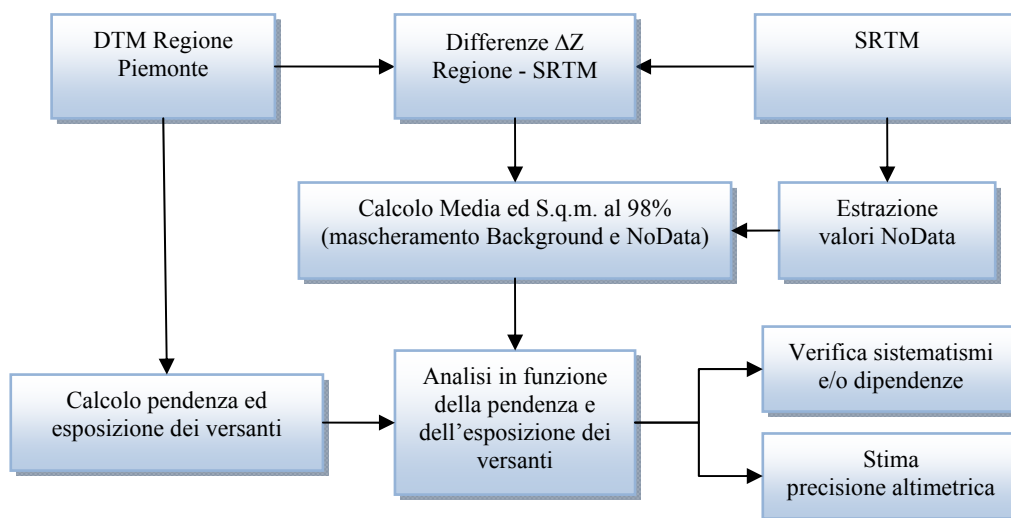 DTM Regione
Piemonte
Differenze ΔZ
Regione - SRTM
SRTM
Calcolo Media ed S.q.m. al 98%
(mascheramento Background e NoData)
Estrazione
valori NoData
Calcolo pendenza ed
esposizione dei versanti
Analisi in funzione
della pendenza e
dell’esposizione dei
versanti
Verifica sistematismi
e/o dipendenze
Stima
precisione altimetrica